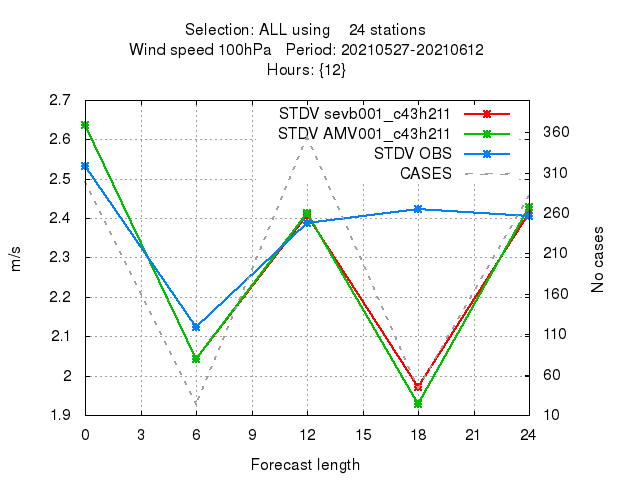 Selection: ALL using    24 stations
Wind speed 100hPa   Period: 20210527-20210612
Hours: {12}
STDV sevb001_c43h211
STDV AMV001_c43h211
STDV OBS
CASES
2.7
2.6
2.5
2.4
2.3
2.2
2.1
2
1.9
m/s
360
310
260
210
160
110
60
10
No cases
0 3 6 9 12 15 18 21 24
Forecast length